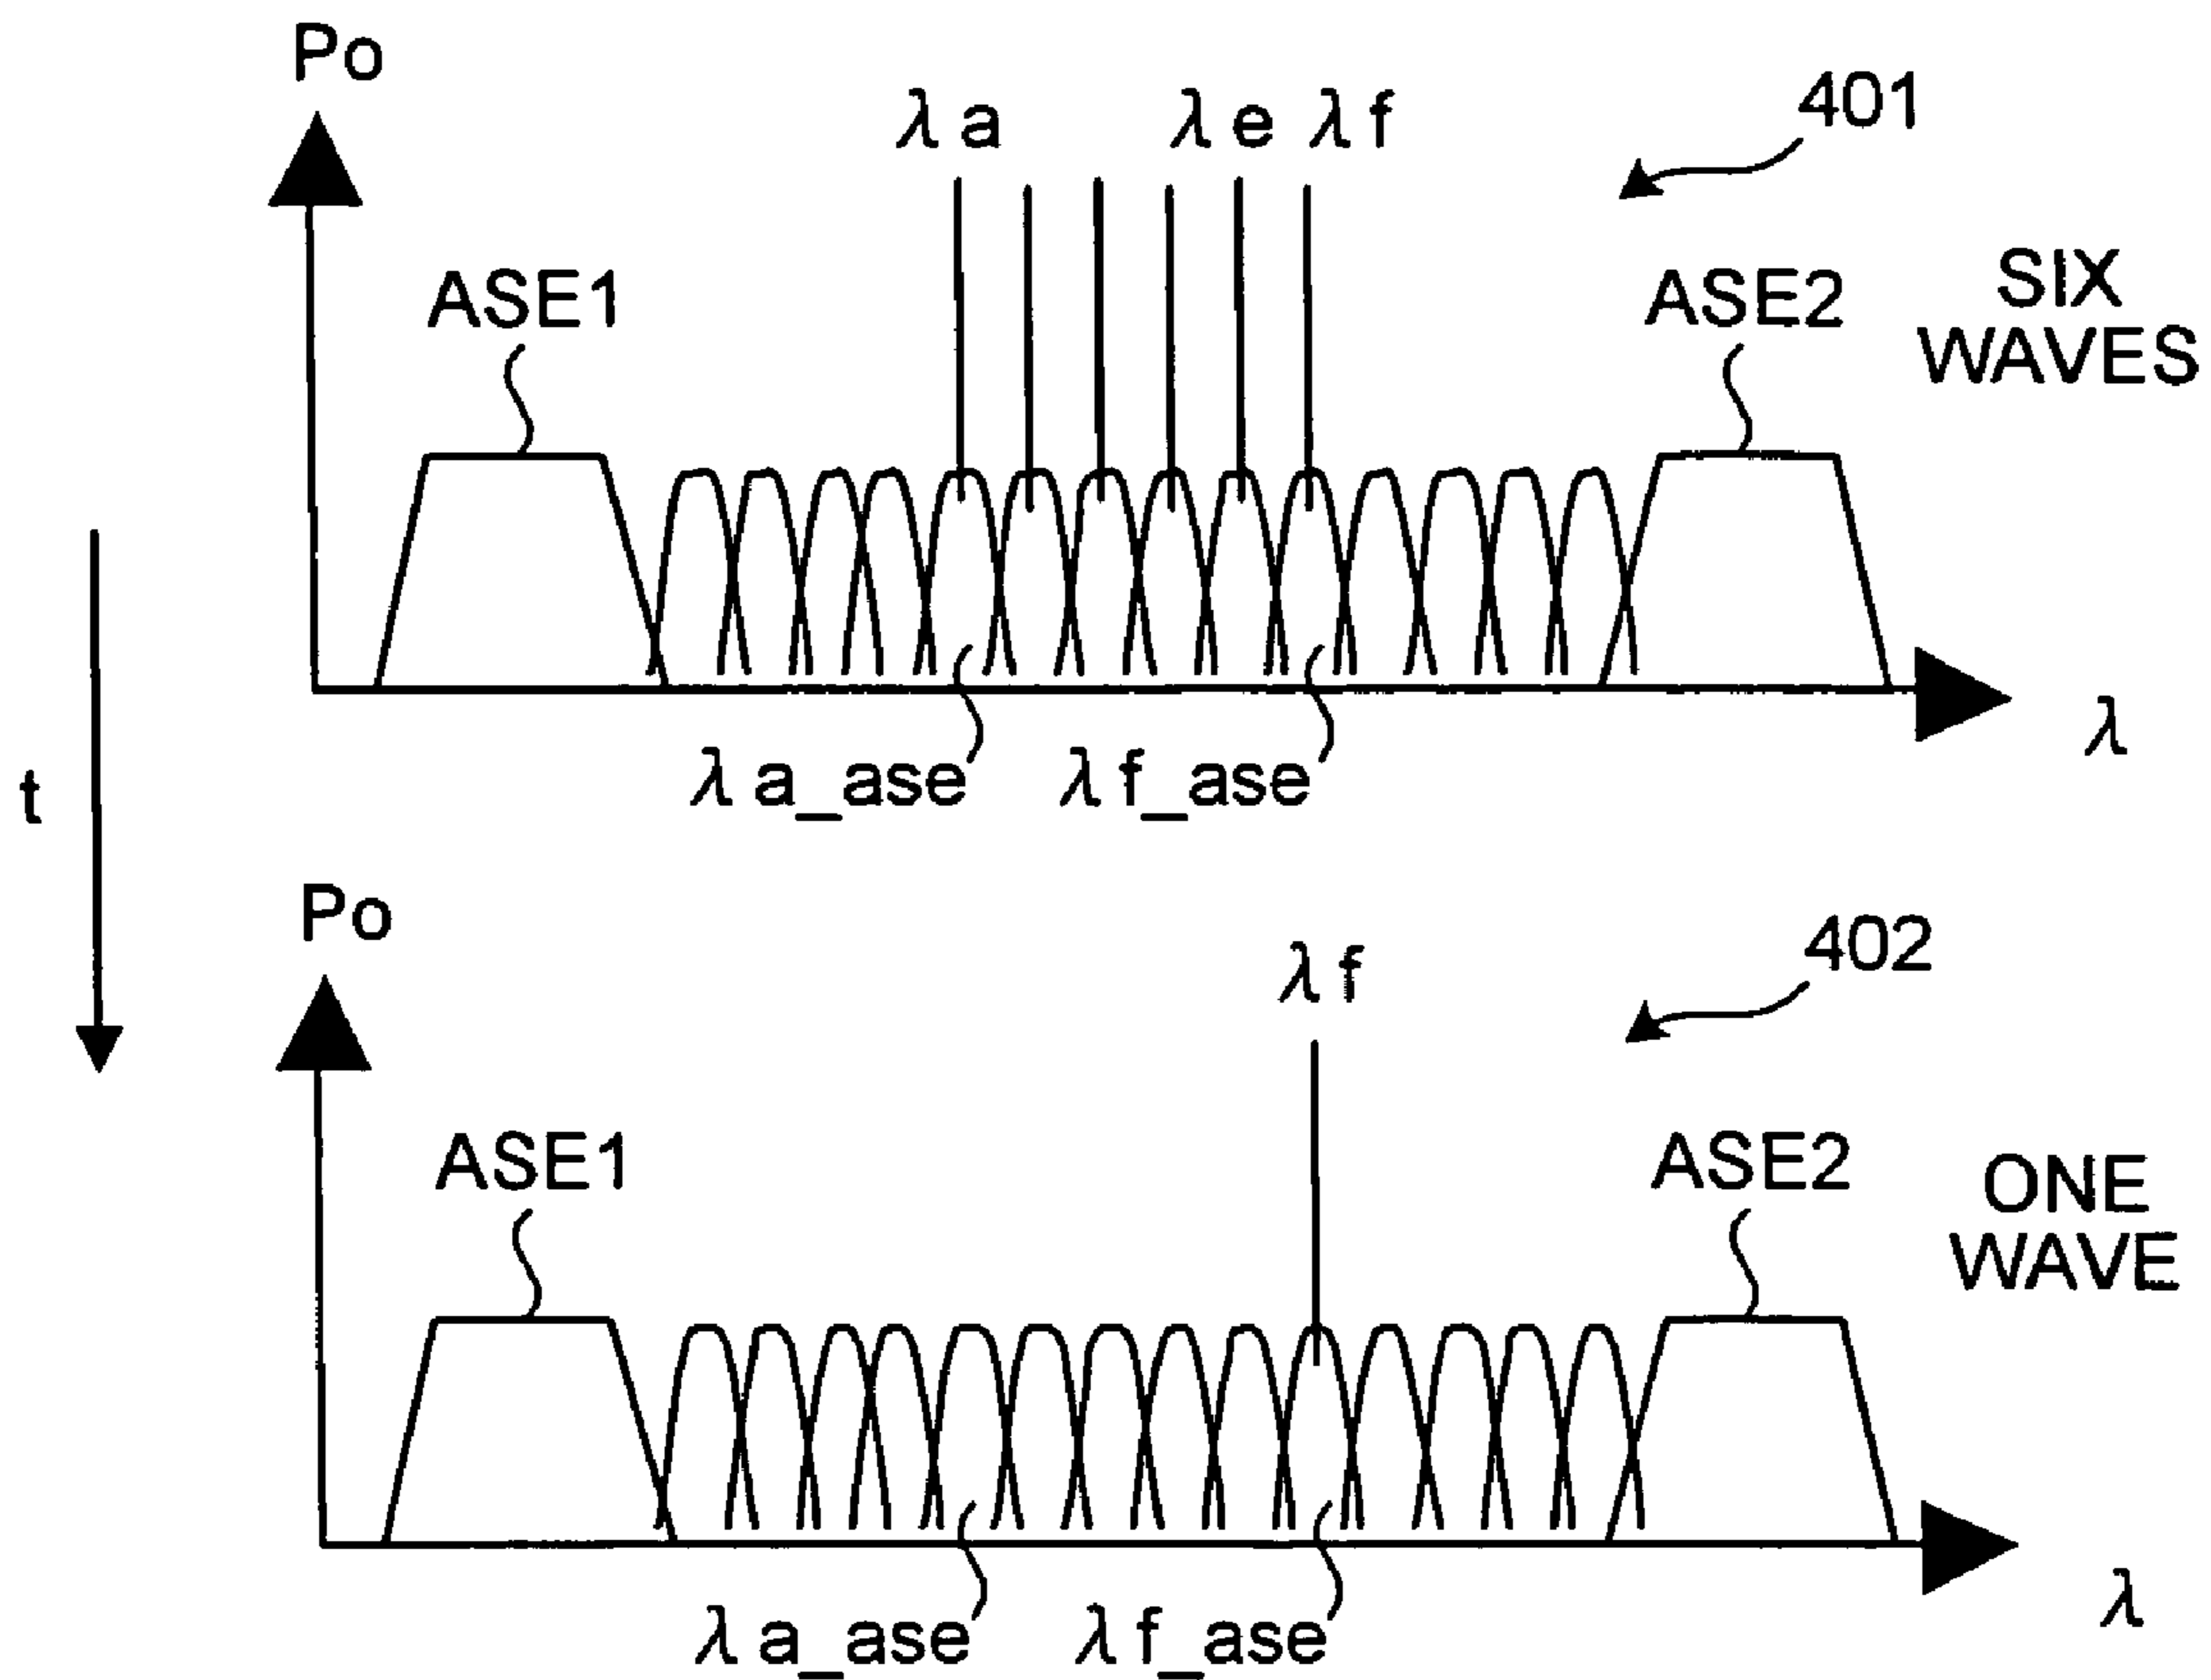 Po
λa λe λf
401
ASE1
ASE2
SIX
WAVES
λ
λa_ase
λf_ase
t
Po
λf
402
ASE1
ASE2
ONE
WAVE
λ
λa_ase
λf_ase